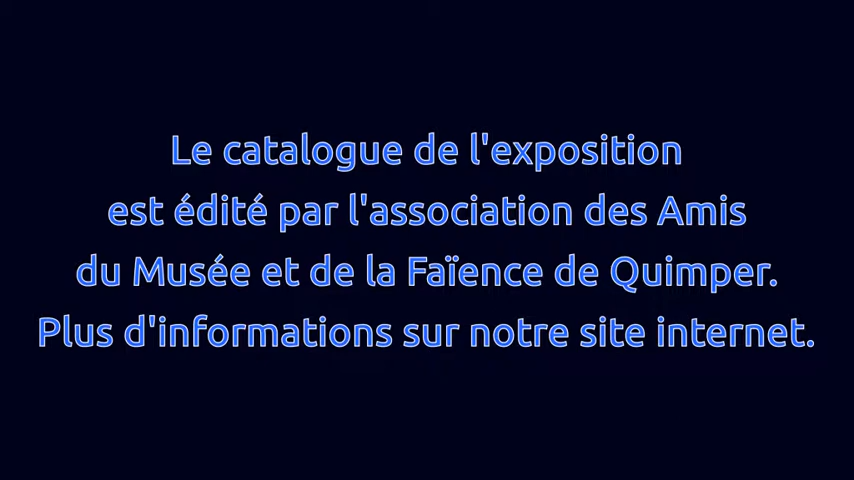 Le catalogue de l'exposition
est édité par l'association des Amis
du Musée et de la Faïence de Quimper.
Plus d'informations sur notre site internet.